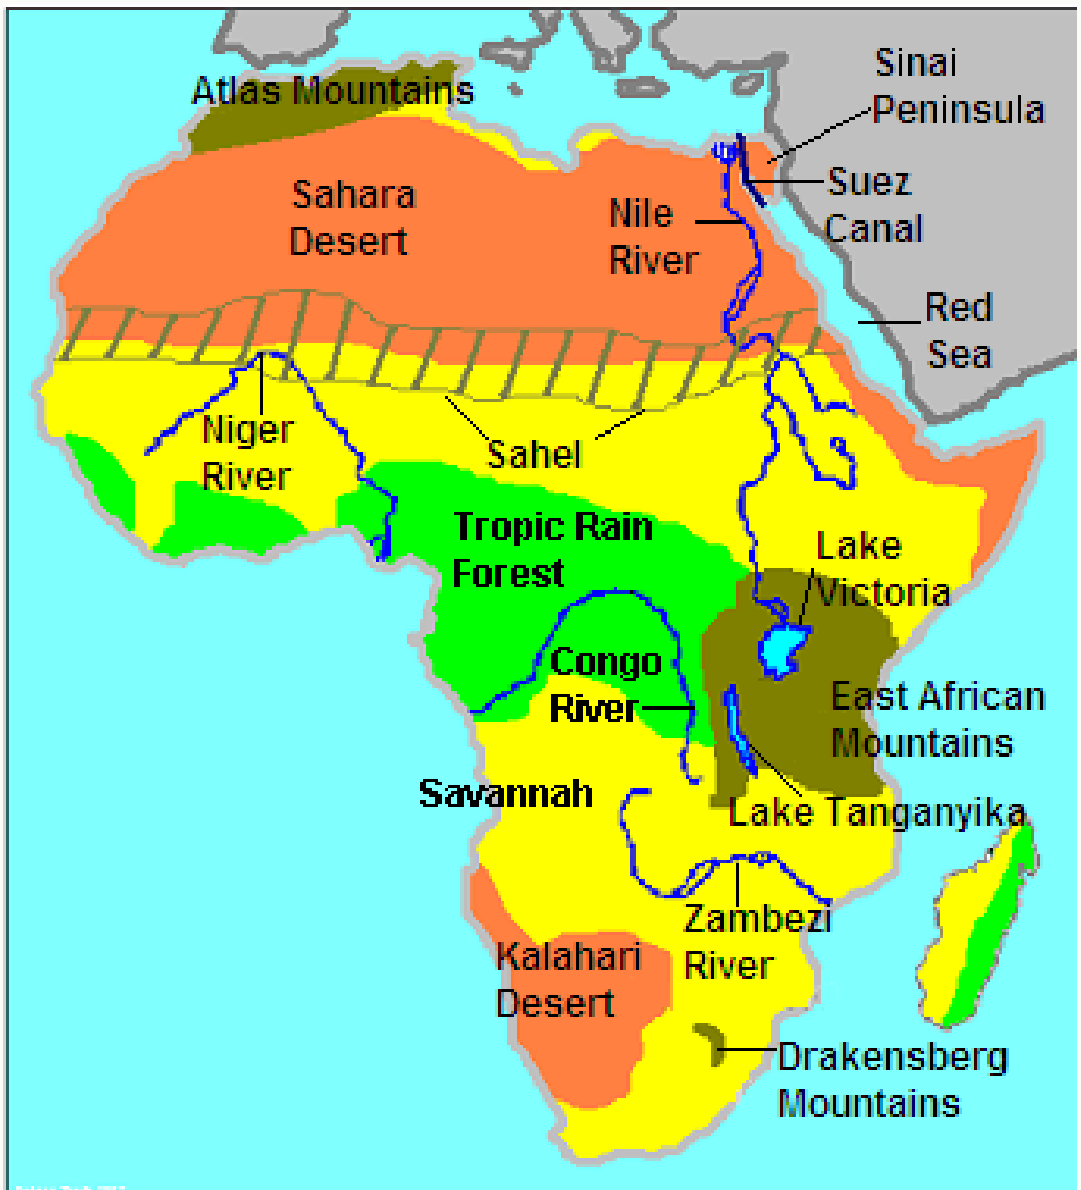 Sinai
Peninsula
Atlas Mountains
Suez
Canal
Sahara
Desert
Nile
River
Red
Sea
Niger
River
Sahel
Tropic Rain
Forest
Lake
Victoria
Congo
River
East African
Mountains
Savannah
Lake Tanganyika
Zambezi
River
Kalahari
Desert
Drakensberg
Mountains